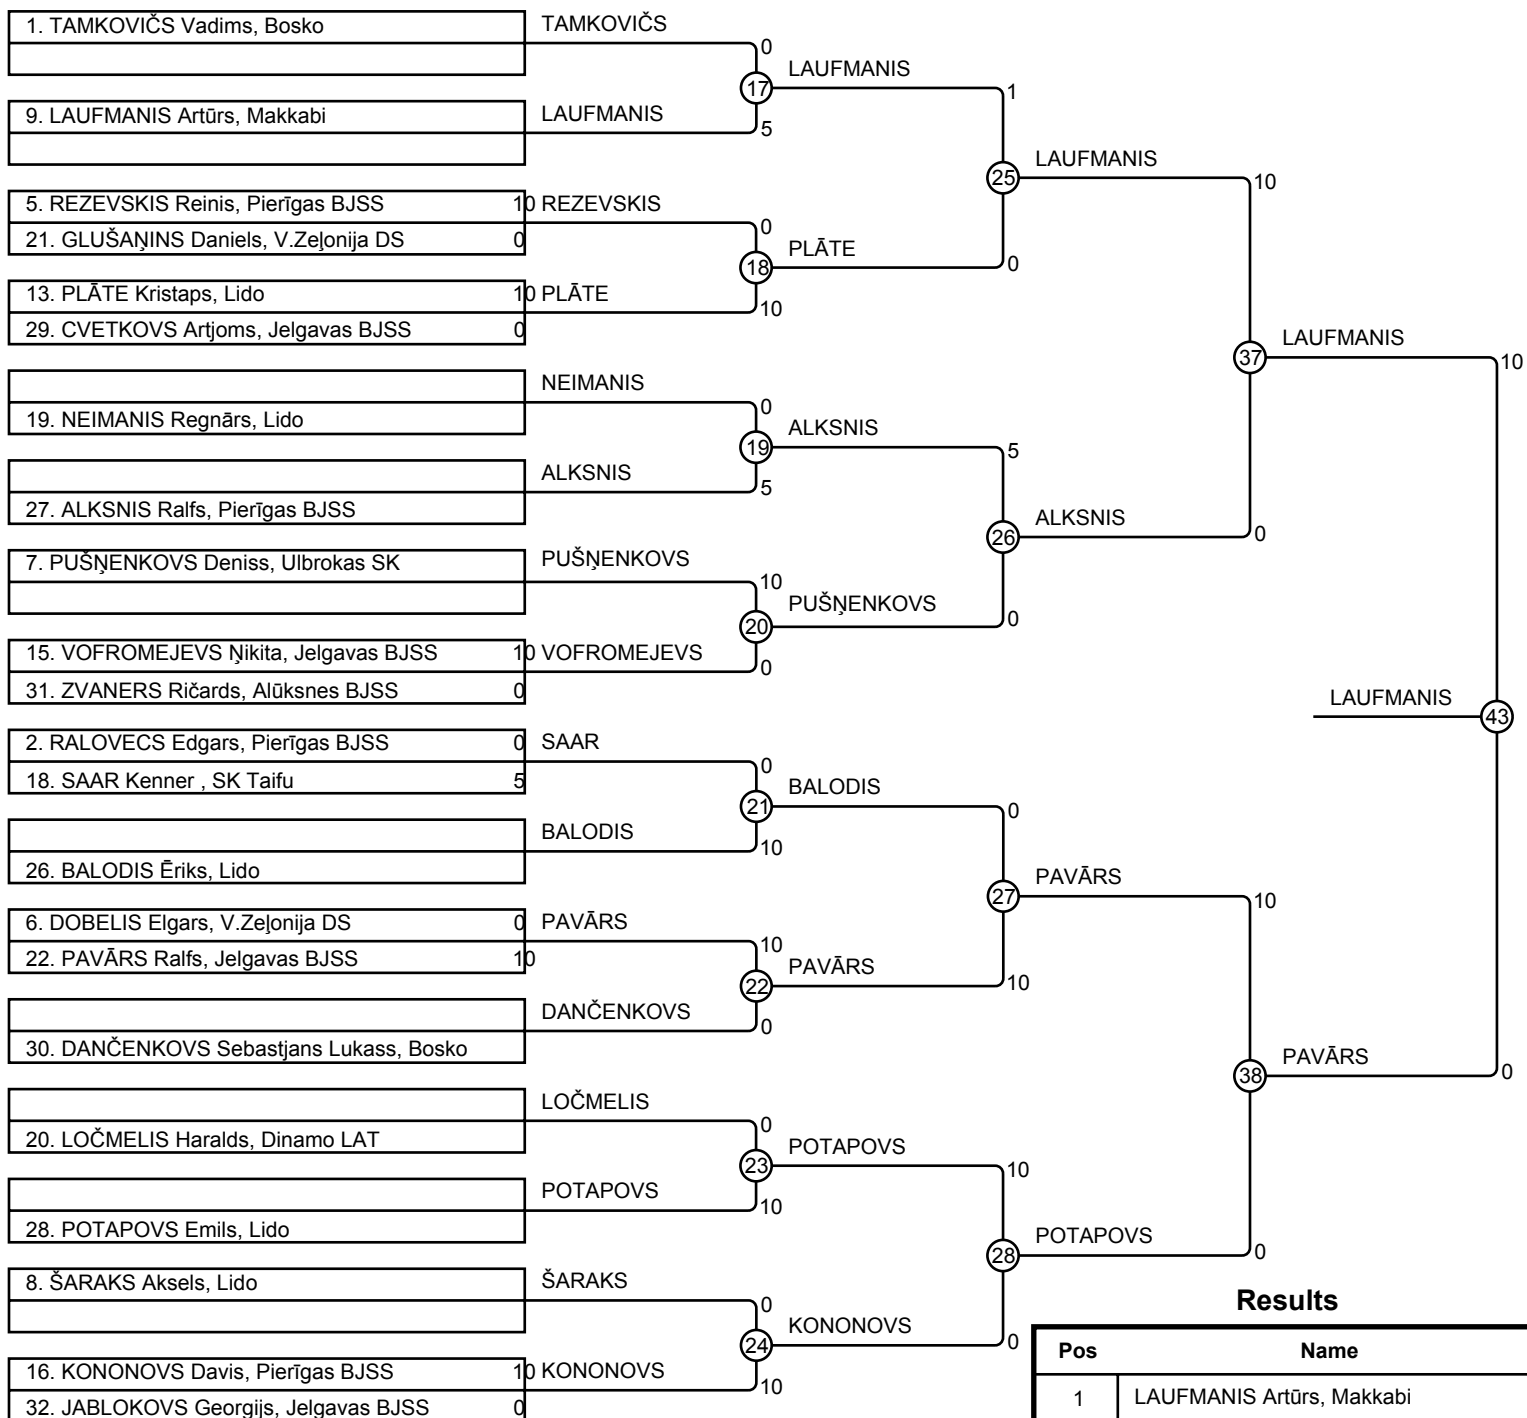 1. TAMKOVIČS Vadims, Bosko
TAMKOVIČS
0
17
LAUFMANIS
1
9. LAUFMANIS Artūrs, Makkabi
LAUFMANIS
5
25
LAUFMANIS
10
5. REZEVSKIS Reinis, Pierīgas BJSS 10 REZEVSKIS
21. GLUŠAŅINS Daniels, V.Zeļonija DS 0
0
18
PLĀTE
0
13. PLĀTE Kristaps, Lido 10 PLĀTE
29. CVETKOVS Artjoms, Jelgavas BJSS 0
10
37
LAUFMANIS
10
NEIMANIS
19. NEIMANIS Regnārs, Lido
0
19
ALKSNIS
5
ALKSNIS
27. ALKSNIS Ralfs, Pierīgas BJSS
5
26
ALKSNIS
0
7. PUŠŅENKOVS Deniss, Ulbrokas SK
PUŠŅENKOVS
10
20
PUŠŅENKOVS
0
15. VOFROMEJEVS Ņikita, Jelgavas BJSS 10 VOFROMEJEVS
31. ZVANERS Ričards, Alūksnes BJSS 0
0
LAUFMANIS
43
2. RALOVECS Edgars, Pierīgas BJSS 0 SAAR
18. SAAR Kenner , SK Taifu 5
0
21
BALODIS
0
BALODIS
26. BALODIS Ēriks, Lido
10
27
PAVĀRS
10
6. DOBELIS Elgars, V.Zeļonija DS 0 PAVĀRS
22. PAVĀRS Ralfs, Jelgavas BJSS 10
10
22
PAVĀRS
10
DANČENKOVS
30. DANČENKOVS Sebastjans Lukass, Bosko
0
38
PAVĀRS
0
LOČMELIS
20. LOČMELIS Haralds, Dinamo LAT
0
23
POTAPOVS
10
POTAPOVS
28. POTAPOVS Emils, Lido
10
28
POTAPOVS
0
8. ŠARAKS Aksels, Lido
ŠARAKS
0
24
KONONOVS
0
16. KONONOVS Davis, Pierīgas BJSS 10 KONONOVS
32. JABLOKOVS Georgijs, Jelgavas BJSS 0
10
Results
Pos Name
1 LAUFMANIS Artūrs, Makkabi